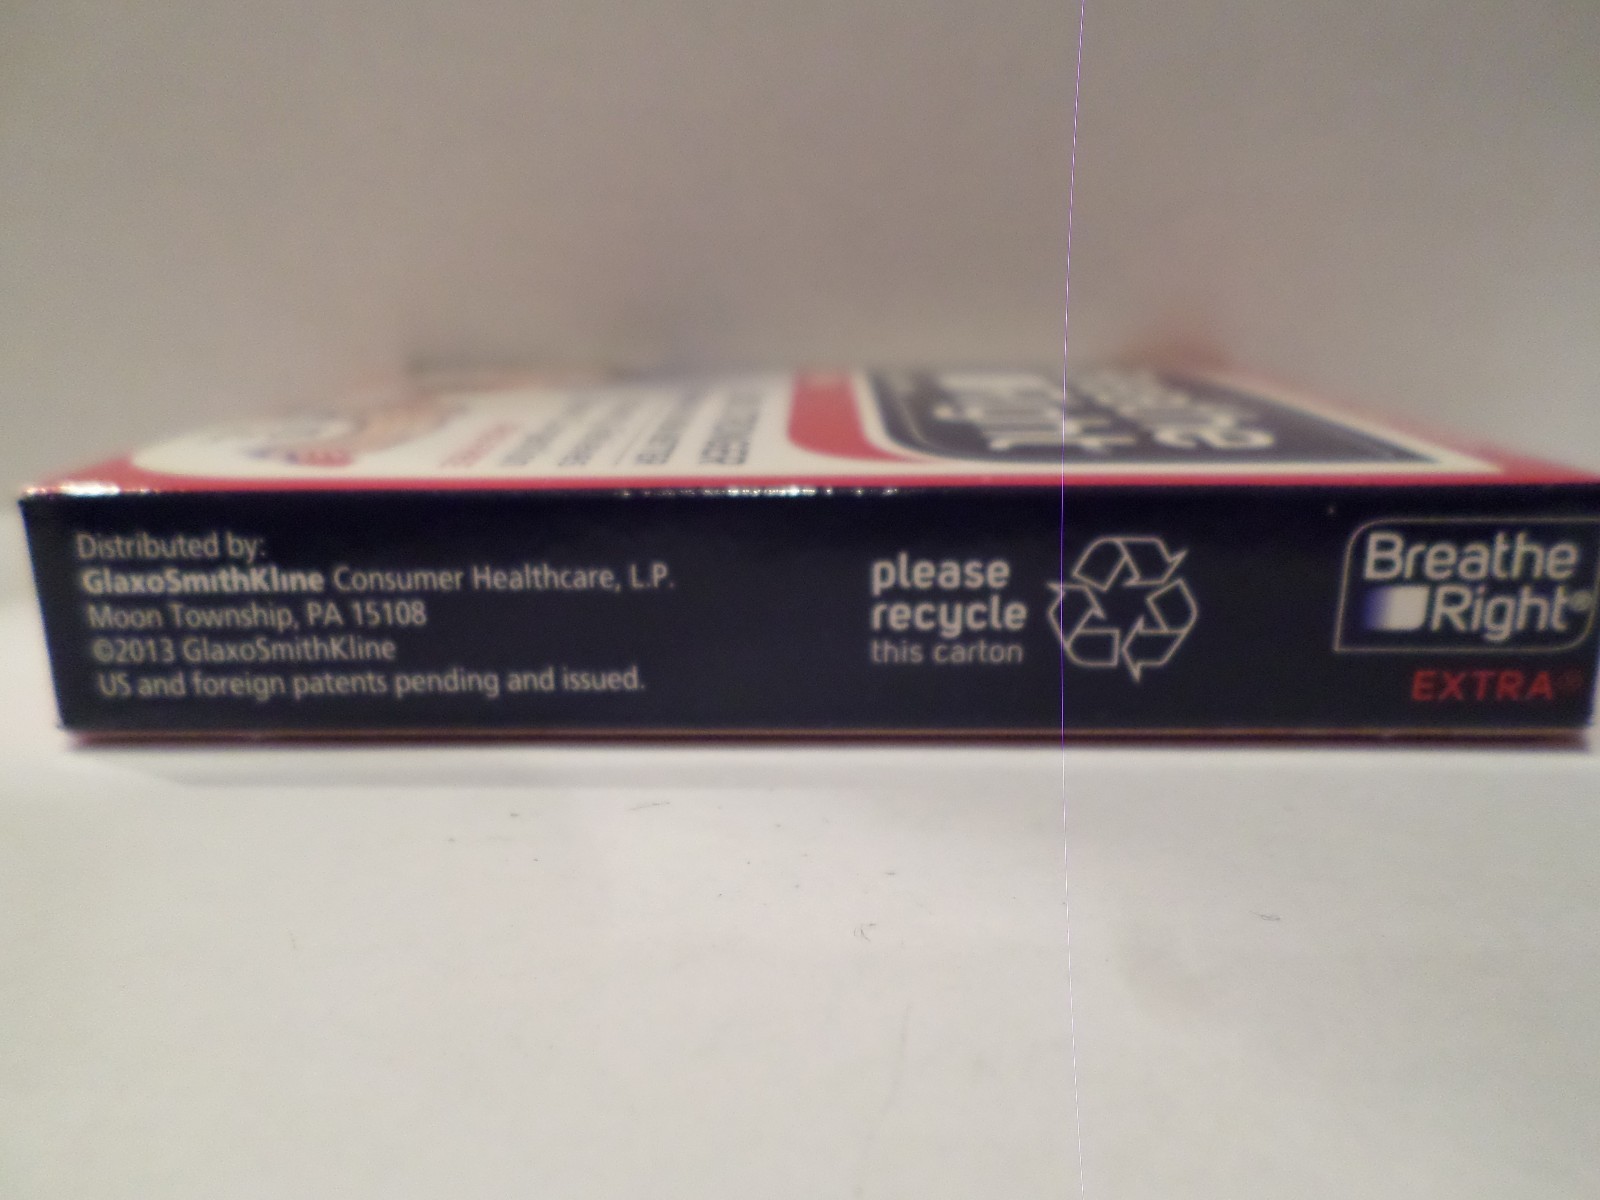 Distributed by:
GlaxoSmithKline Consumer Healthcare, L.P.
Moon Township, PA 15108
©2013 GlaxoSmithKline
US and foreign patents pending and issued.
please
recycle
this carton
Breathe
Right®
EXTRA®